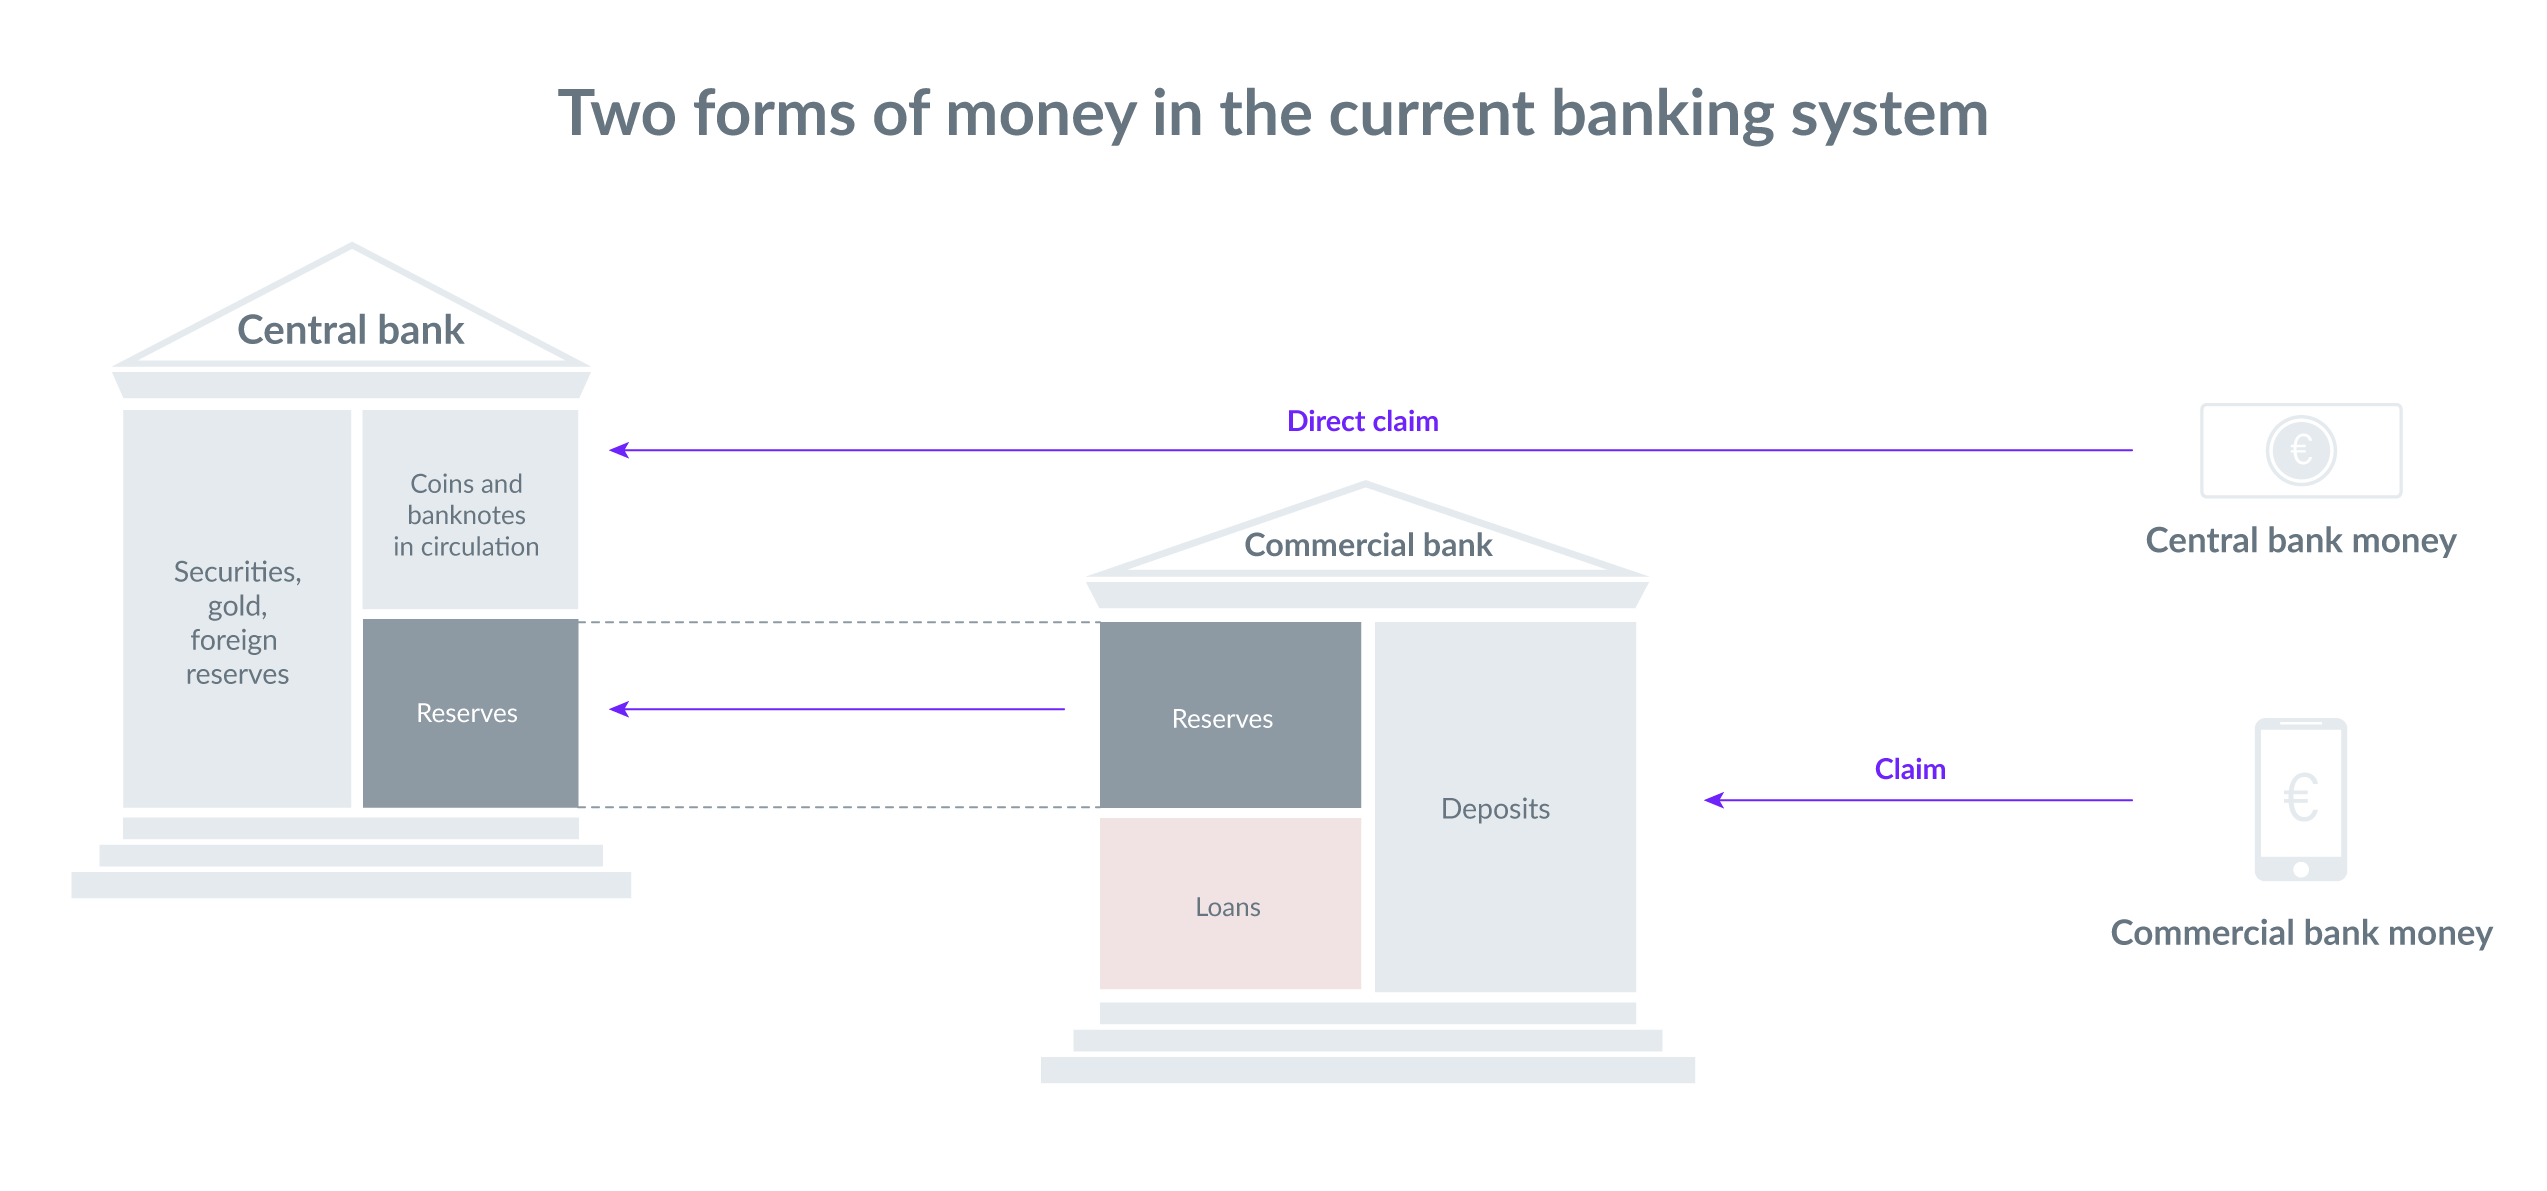 Two forms of money in the current banking system
Central bank
Securities,
gold,
foreign
reserves
Coins and
banknotes
in circulation
Reserves
Direct claim
Commercial bank
Reserves
Loans
Deposits
Claim
€
Central bank money
€
Commercial bank money